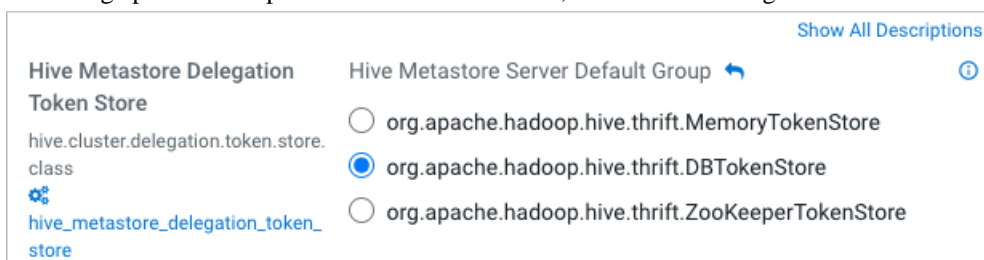 Show All Descriptions
Hive Metastore Delegation
Token Store
hive.cluster.delegation.token.store.
class
hive_metastore_delegation_token_
store
Hive Metastore Server Default Group
org.apache.hadoop.hive.thrift.MemoryTokenStore
org.apache.hadoop.hive.thrift.DBTokenStore
org.apache.hadoop.hive.thrift.ZooKeeperTokenStore